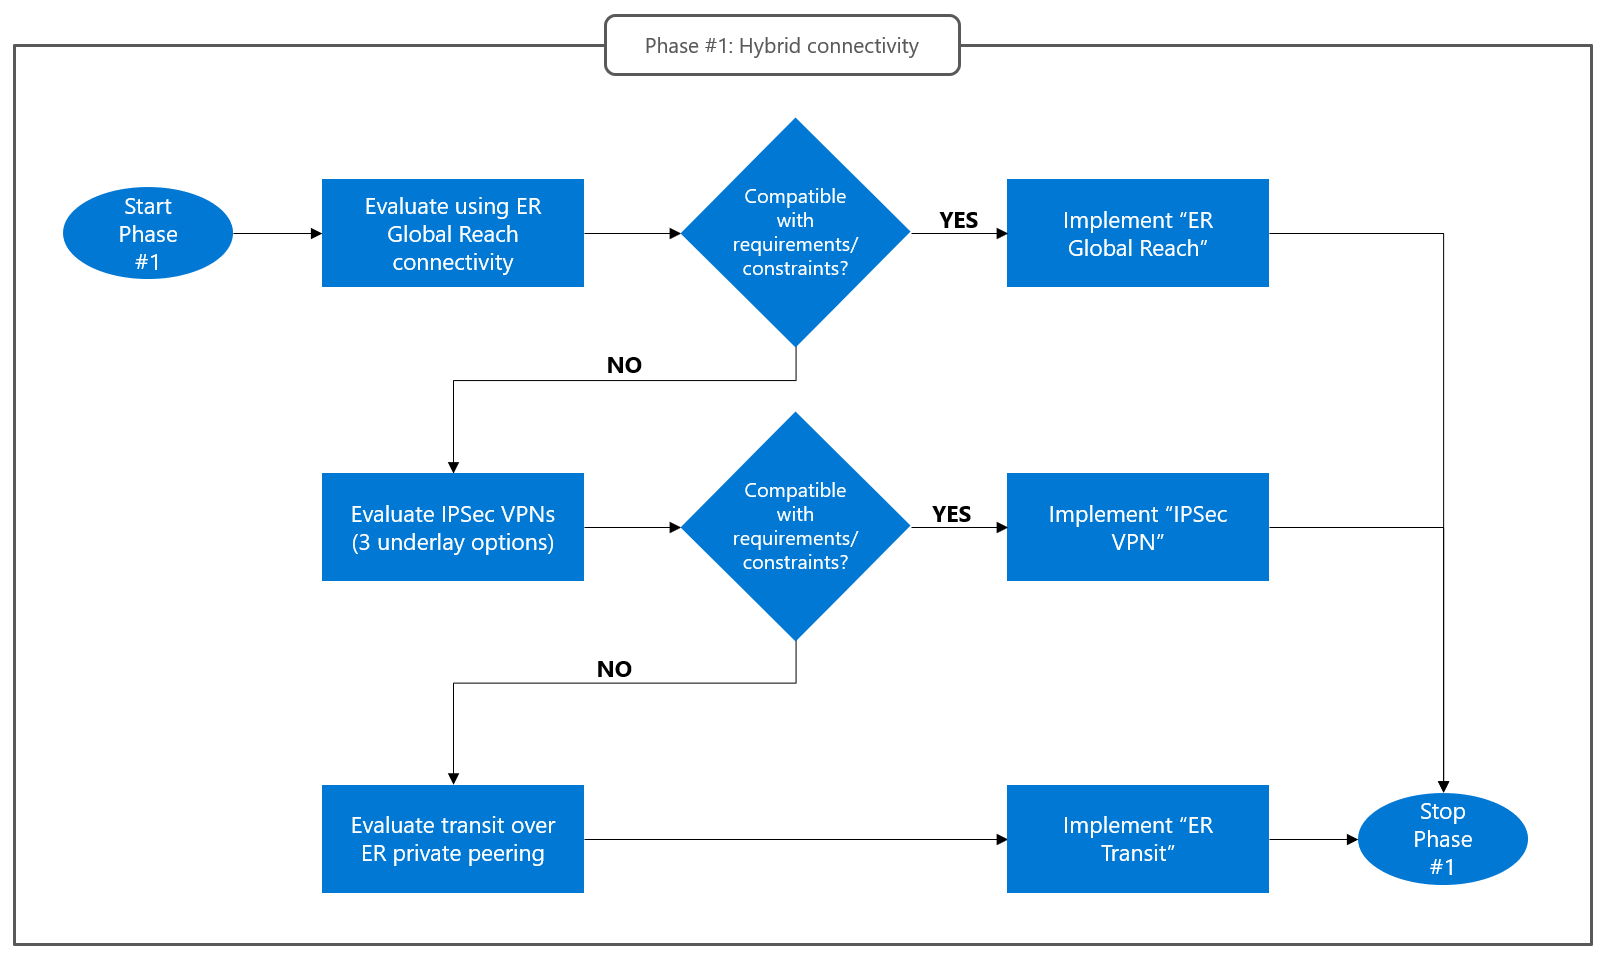 Phase #1: Hybrid connectivity
Start
Phase
#1
Evaluate using ER
Global Reach
connectivity
Compatible
with
requirements/
constraints?
YES
Implement “ER
Global Reach”
NO
Evaluate IPSec VPNs
(3 underlay options)
Compatible
with
requirements/
constraints?
YES
Implement “IPSec
VPN”
NO
Evaluate transit over
ER private peering
Implement “ER
Transit”
Stop
Phase
#1